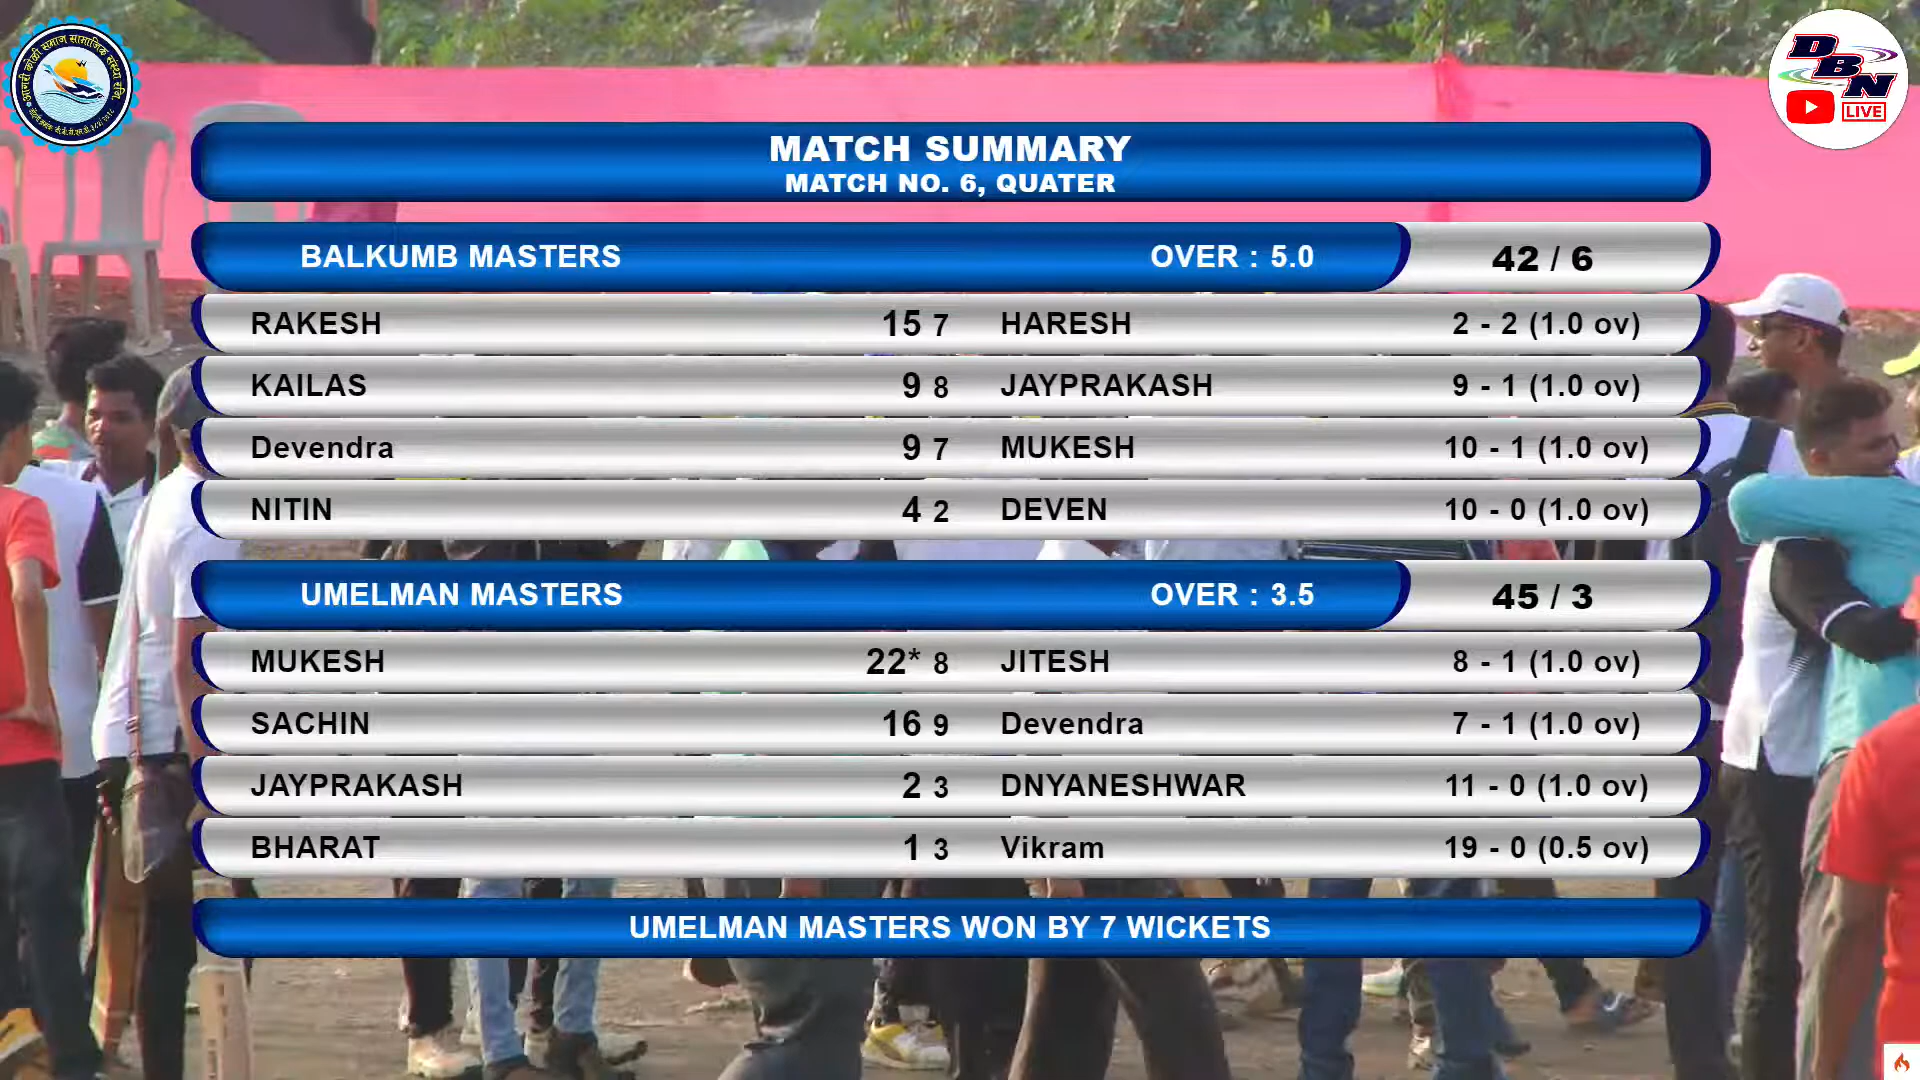 आगरी कोळी समाज सामाजिक संस्था
DBN
LIVE
MATCH SUMMARY
MATCH NO. 6, QUATER
BALKUMB MASTERS OVER : 5.0 42 / 6
RAKESH 15 7 HARESH 2 - 2 (1.0 ov)
KAILAS 9 8 JAYPRAKASH 9 - 1 (1.0 ov)
Devendra 9 7 MUKESH 10 - 1 (1.0 ov)
NITIN 4 2 DEVEN 10 - 0 (1.0 ov)
UMELMAN MASTERS OVER : 3.5 45 / 3
MUKESH 22* 8 JITESH 8 - 1 (1.0 ov)
SACHIN 16 9 Devendra 7 - 1 (1.0 ov)
JAYPRAKASH 2 3 DNYANESHWAR 11 - 0 (1.0 ov)
BHARAT 1 3 Vikram 19 - 0 (0.5 ov)
UMELMAN MASTERS WON BY 7 WICKETS